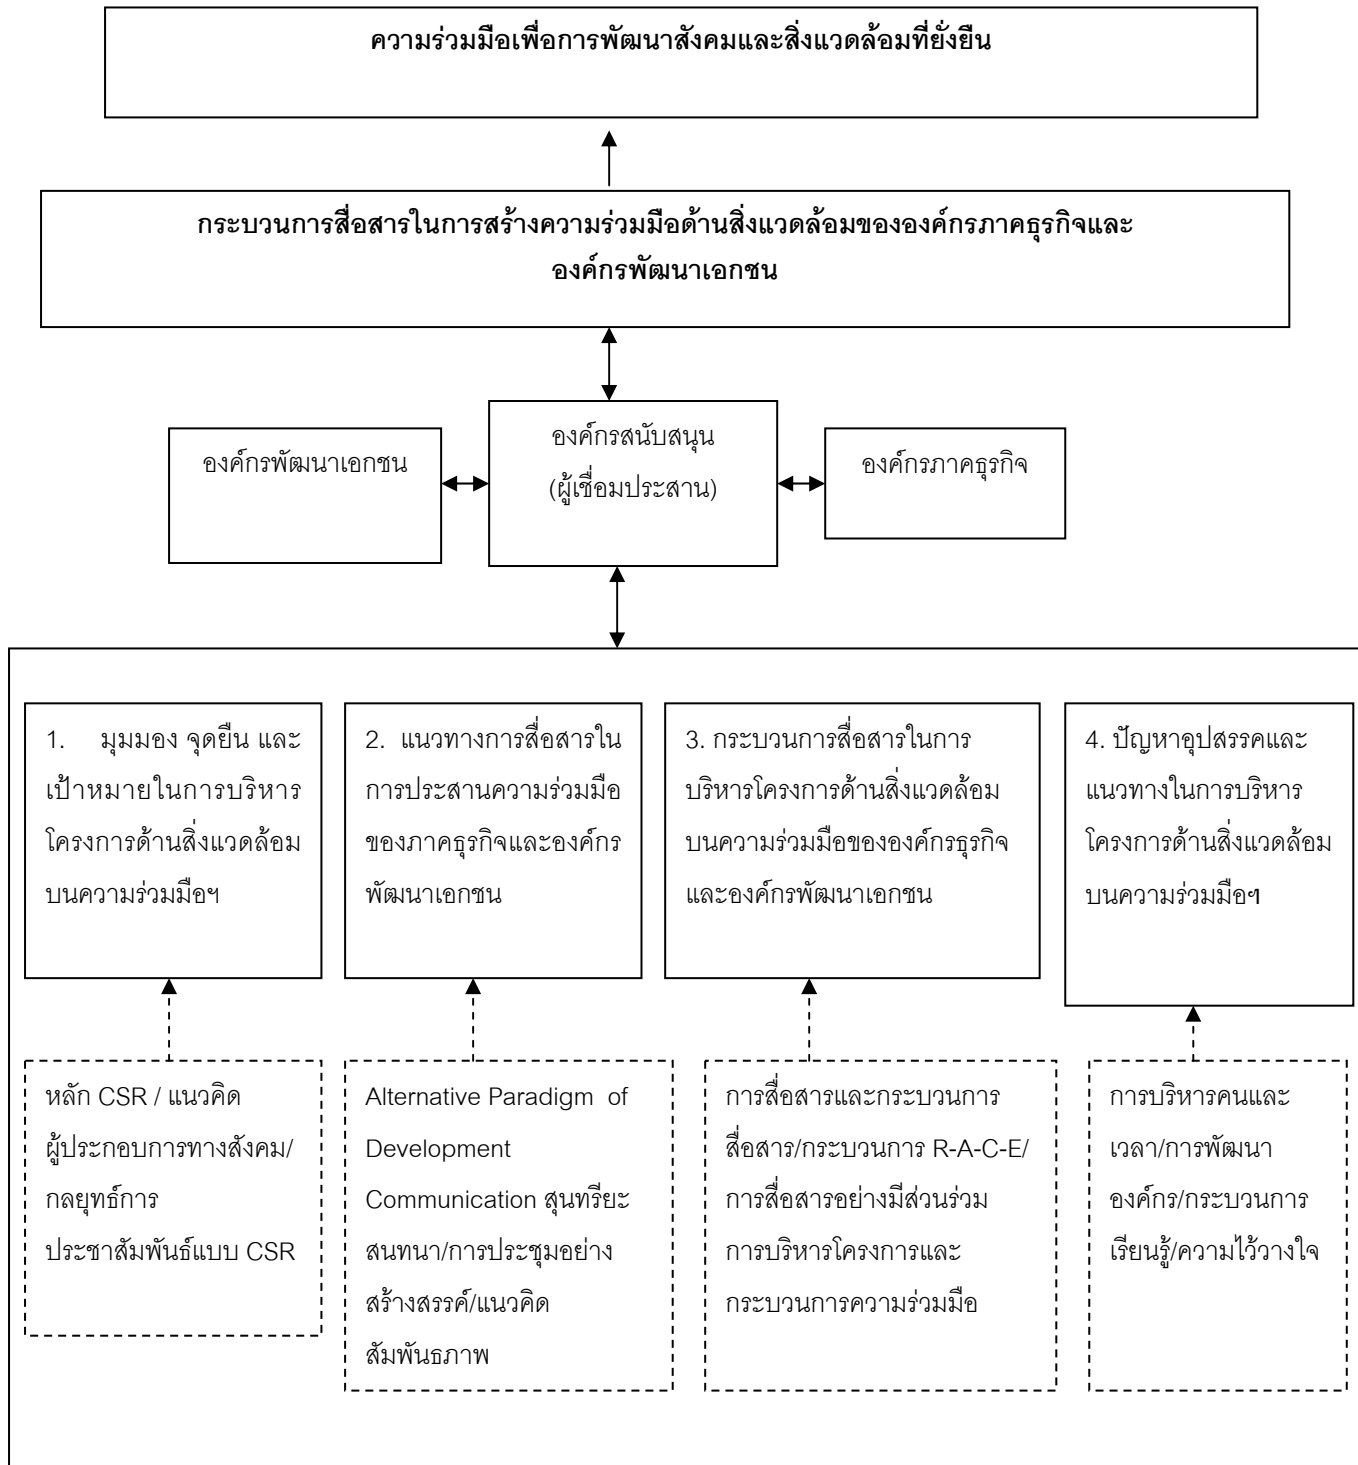 ความร่วมมือเพื่อการพัฒนาสังคมและสิ่งแวดล้อมที่ยั่งยืน
กระบวนการสื่อสารในการสร้างความร่วมมือด้านสิ่งแวดล้อมขององค์กรภาคธุรกิจและ
องค์กรพัฒนาเอกชน
องค์กรพัฒนาเอกชน
องค์กรสนับสนุน
(ผู้เชื่อมประสาน)
องค์กรภาคธุรกิจ
1. มุมมอง จุดยืน และ
เป้าหมายในการบริหาร
โครงการด้านสิ่งแวดล้อม
บนความร่วมมือฯ
2. แนวทางการสื่อสารใน
การประสานความร่วมมือ
ของภาคธุรกิจและองค์กร
พัฒนาเอกชน
3. กระบวนการสื่อสารในการ
บริหารโครงการด้านสิ่งแวดล้อม
บนความร่วมมือขององค์กรธุรกิจ
และองค์กรพัฒนาเอกชน
4. ปัญหาอุปสรรคและ
แนวทางในการบริหาร
โครงการด้านสิ่งแวดล้อม
บนความร่วมมือฯ
หลัก CSR / แนวคิด
ผู้ประกอบการทางสังคม/
กลยุทธ์การ
ประชาสัมพันธ์แบบ CSR
Alternative Paradigm of
Development
Communication สุนทรียะ
สนทนา/การประชุมอย่าง
สร้างสรรค์/แนวคิด
สัมพันธภาพ
การสื่อสารและกระบวนการ
สื่อสาร/กระบวนการ R-A-C-E/
การสื่อสารอย่างมีส่วนร่วม
การบริหารโครงการและ
กระบวนการความร่วมมือ
การบริหารคนและ
เวลา/การพัฒนา
องค์กร/กระบวนการ
เรียนรู้/ความไว้วางใจ